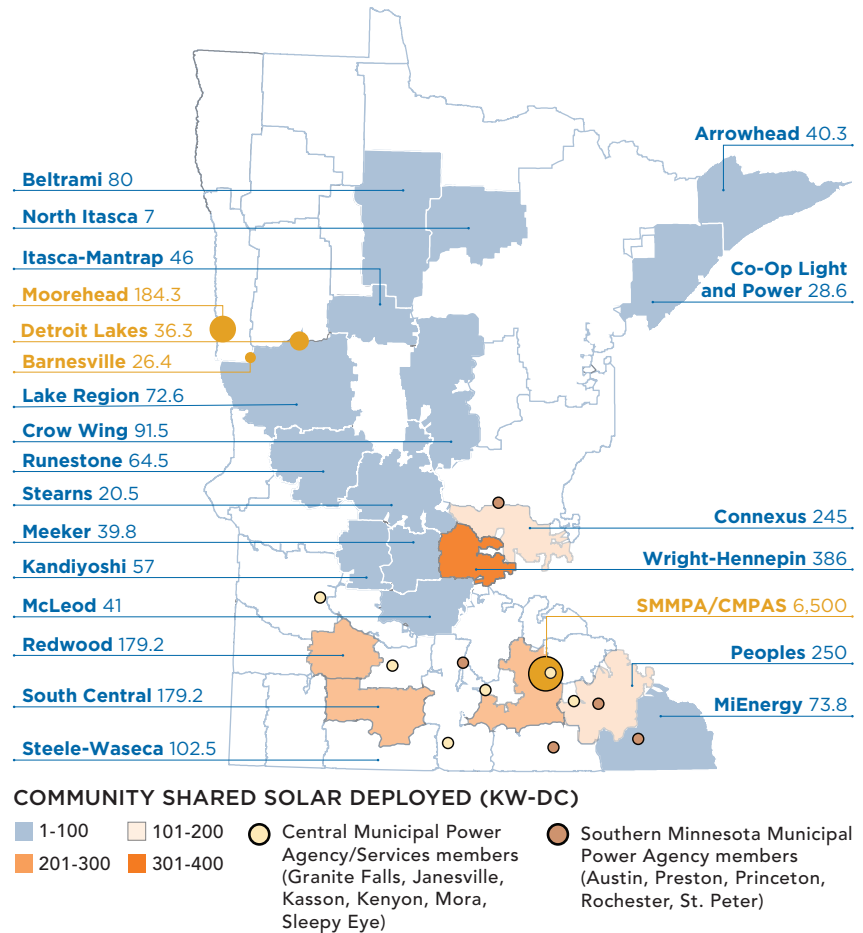 Arrowhead 40.3
Beltrami 80
North Itasca 7
Itasca-Mantrap 46
Co-Op Light
and Power 28.6
Moorehead 184.3
Detroit Lakes 36.3
Barnesville 26.4
Lake Region 72.6
Crow Wing 91.5
Runestone 64.5
Stearns 20.5
Connexus 245
Meeker 39.8
Wright-Hennepin 386
Kandiyoshi 57
McLeod 41
SMMPA/CMPAS 6,500
Redwood 179.2
Peoples 250
South Central 179.2
MiEnergy 73.8
Steele-Waseca 102.5
COMMUNITY SHARED SOLAR DEPLOYED (KW-DC)
1-100
101-200
201-300
301-400
Central Municipal Power
Agency/Services members
(Granite Falls, Janesville,
Kasson, Kenyon, Mora,
Sleepy Eye)
Southern Minnesota Municipal
Power Agency members
(Austin, Preston, Princeton,
Rochester, St. Peter)